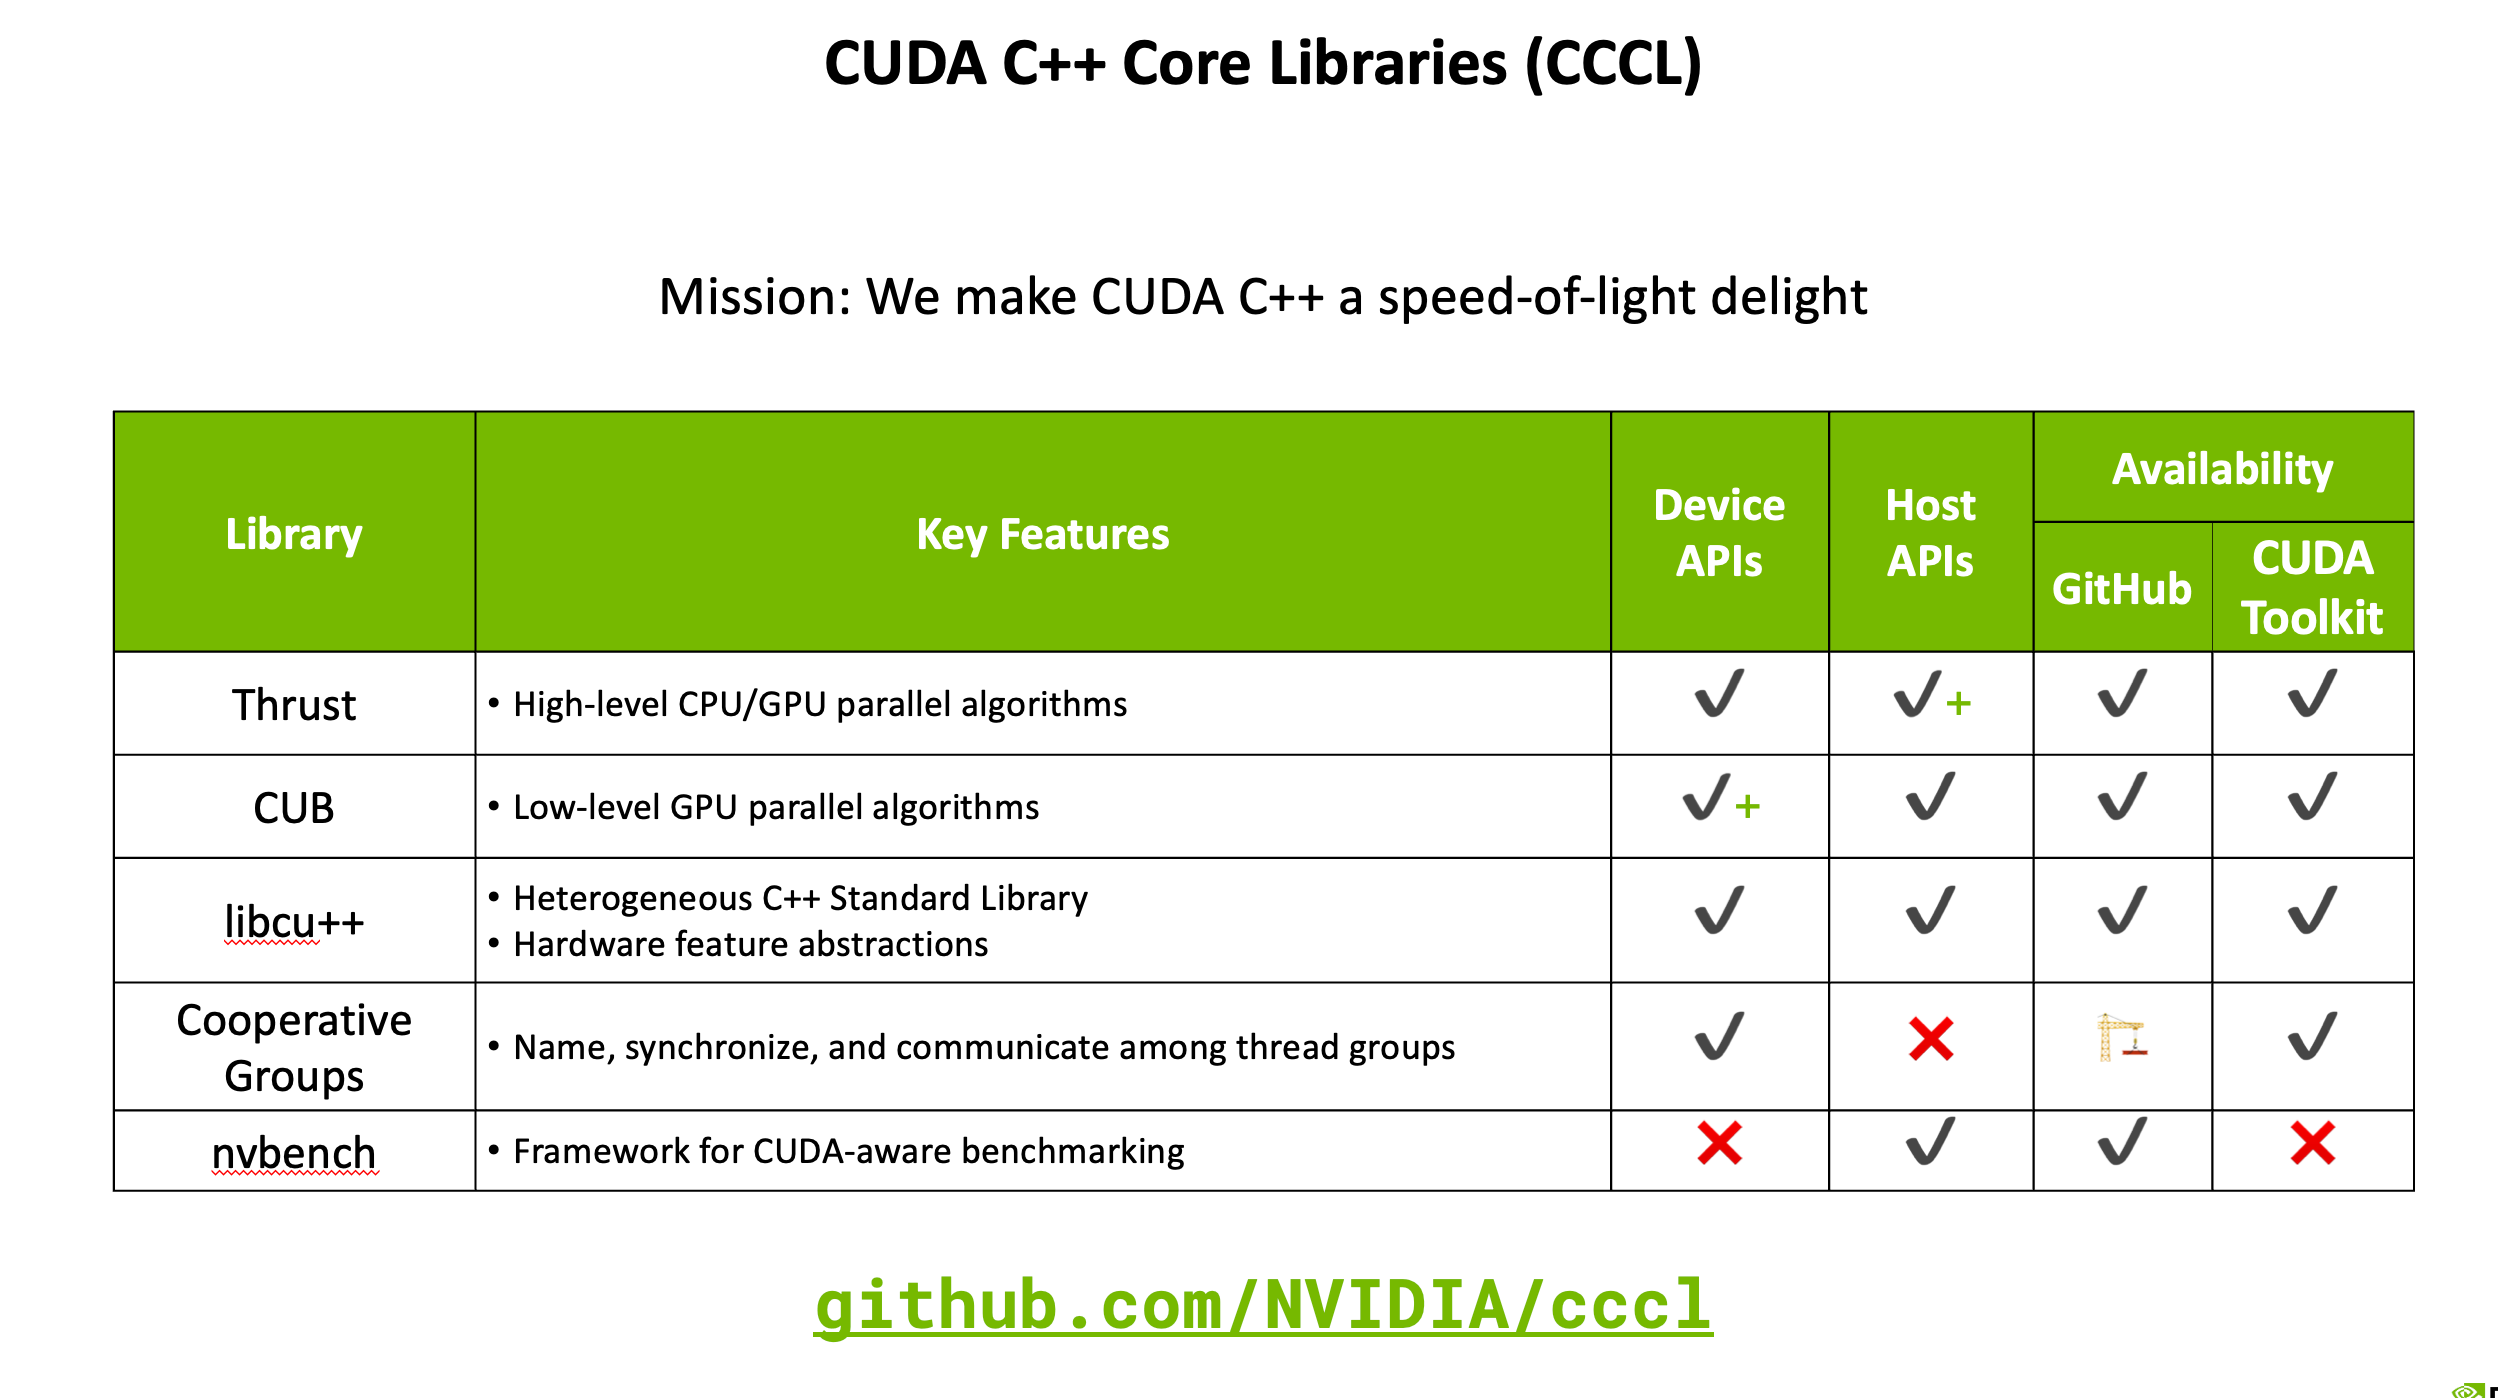 CUDA C++ Core Libraries (CCCL)
Mission: We make CUDA C++ a speed-of-light delight
Library
Key Features
Device
APIs
Host
APIs
Availability
GitHub
CUDA
Toolkit
Thrust
• High-level CPU/GPU parallel algorithms
✔
✔+
✔
✔
CUB
• Low-level GPU parallel algorithms
✔+
✔
✔
✔
libcu++
• Heterogeneous C++ Standard Library
• Hardware feature abstractions
✔
✔
✔
✔
Cooperative
Groups
• Name, synchronize, and communicate among thread groups
✔
❌
🏗
✔
nvbench
• Framework for CUDA-aware benchmarking
❌
✔
✔
❌
github.com/NVIDIA/cccl